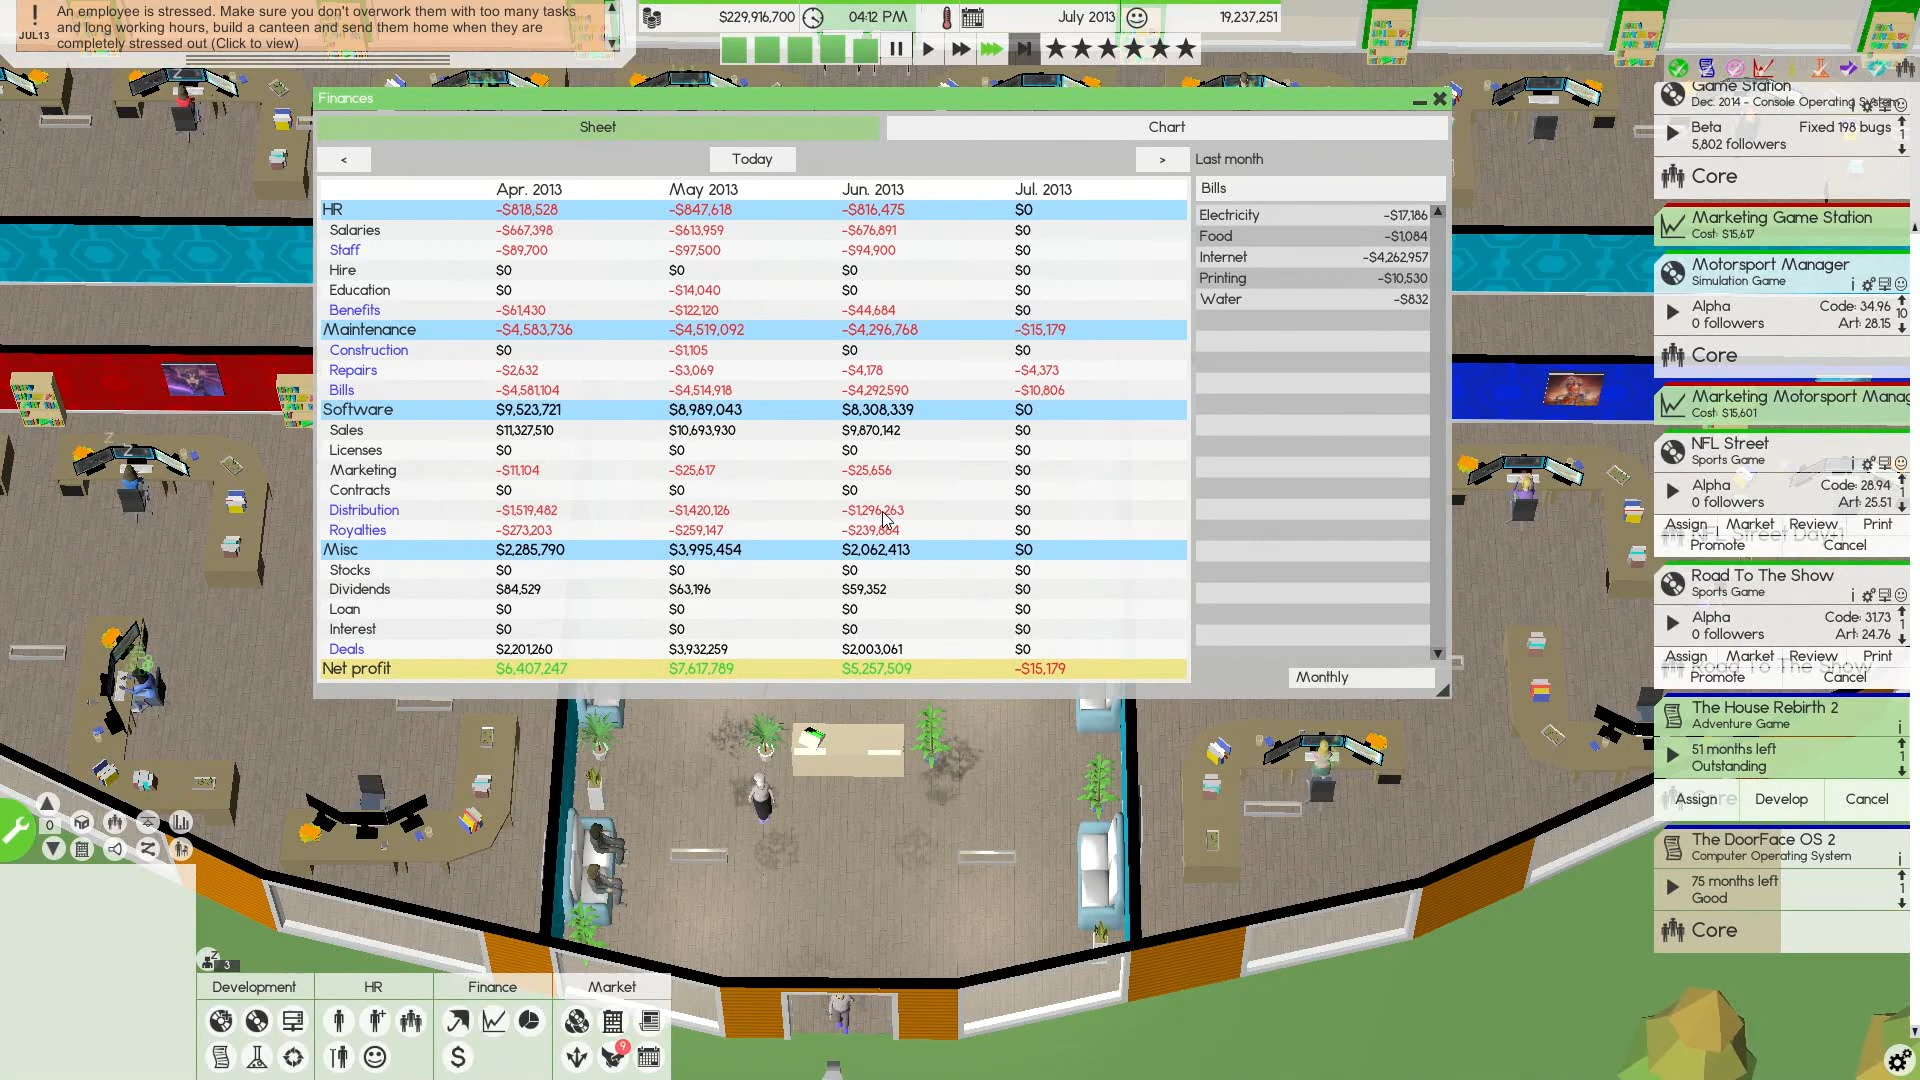 An employee is stressed. Make sure you don't overwork them with too many tasks
and long working hours, build a canteen and send them home when they are
completely stressed out (Click to view)
!
JUL13
$229,916,700
04:12 PM
July 2013
19,237,251
Finances
Sheet
Chart
<
Today
>
Last month
Apr. 2013 May 2013 Jun. 2013 Jul. 2013
HR -$818,528 -$847,618 -$816,475 $0
Salaries -$667,398 -$613,959 -$676,891 $0
Staff -$89,700 -$97,500 -$94,900 $0
Hire $0 $0 $0 $0
Education $0 -$14,040 $0 $0
Benefits -$61,430 -$122,120 -$44,684 $0
Maintenance -$4,583,736 -$4,519,092 -$4,296,768 -$15,179
Construction $0 -$1,105 $0 $0
Repairs -$2,632 -$3,069 -$4,178 -$4,373
Bills -$4,581,104 -$4,514,918 -$4,292,590 -$10,806
Software $9,523,721 $8,989,043 $8,308,339 $0
Sales $11,327,510 $10,693,930 $9,870,142 $0
Licenses $0 $0 $0 $0
Marketing -$11,104 -$25,617 -$25,656 $0
Contracts $0 $0 $0 $0
Distribution -$1,519,482 -$1,420,126 -$1,296,263 $0
Royalties -$273,203 -$259,147 -$239,884 $0
Misc $2,285,790 $3,995,454 $2,062,413 $0
Stocks $0 $0 $0 $0
Dividends $84,529 $63,196 $59,352 $0
Loan $0 $0 $0 $0
Interest $0 $0 $0 $0
Deals $2,201,260 $3,932,259 $2,003,061 $0
Net profit $6,407,247 $7,617,789 $5,257,509 -$15,179
Bills
Electricity -$17,186
Food -$1,084
Internet -$4,262,957
Printing -$10,530
Water -$832
Monthly
Game Station
Dec. 2014 - Console Operating System
Beta Fixed 198 bugs
5,802 followers
1
Core
Marketing Game Station
Cost: $15,617
Motorsport Manager
Simulation Game
Alpha Code: 34.96
0 followers Art: 28.15
10
Core
Marketing Motorsport Manag
Cost: $15,601
NFL Street
Sports Game
Alpha Code: 28.94
0 followers Art: 25.51
1
Assign Market Review Print
Promote Cancel
Road To The Show
Sports Game
Alpha Code: 31.73
0 followers Art: 24.76
1
Assign Market Review Print
Promote Cancel
The House Rebirth 2
Adventure Game
51 months left
Outstanding
1
Assign Develop Cancel
The DoorFace OS 2
Computer Operating System
75 months left
Good
1
Core
0
3
Development HR Finance Market
9